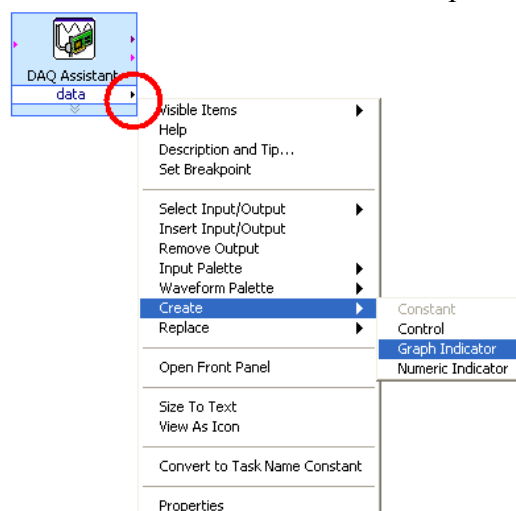 DAQ Assistant
data
Visible Items
Help
Description and Tip...
Set Breakpoint
Select Input/Output
Insert Input/Output
Remove Output
Input Palette
Waveform Palette
Create
Replace
Open Front Panel
Size To Text
View As Icon
Convert to Task Name Constant
Properties
Constant
Control
Graph Indicator
Numeric Indicator